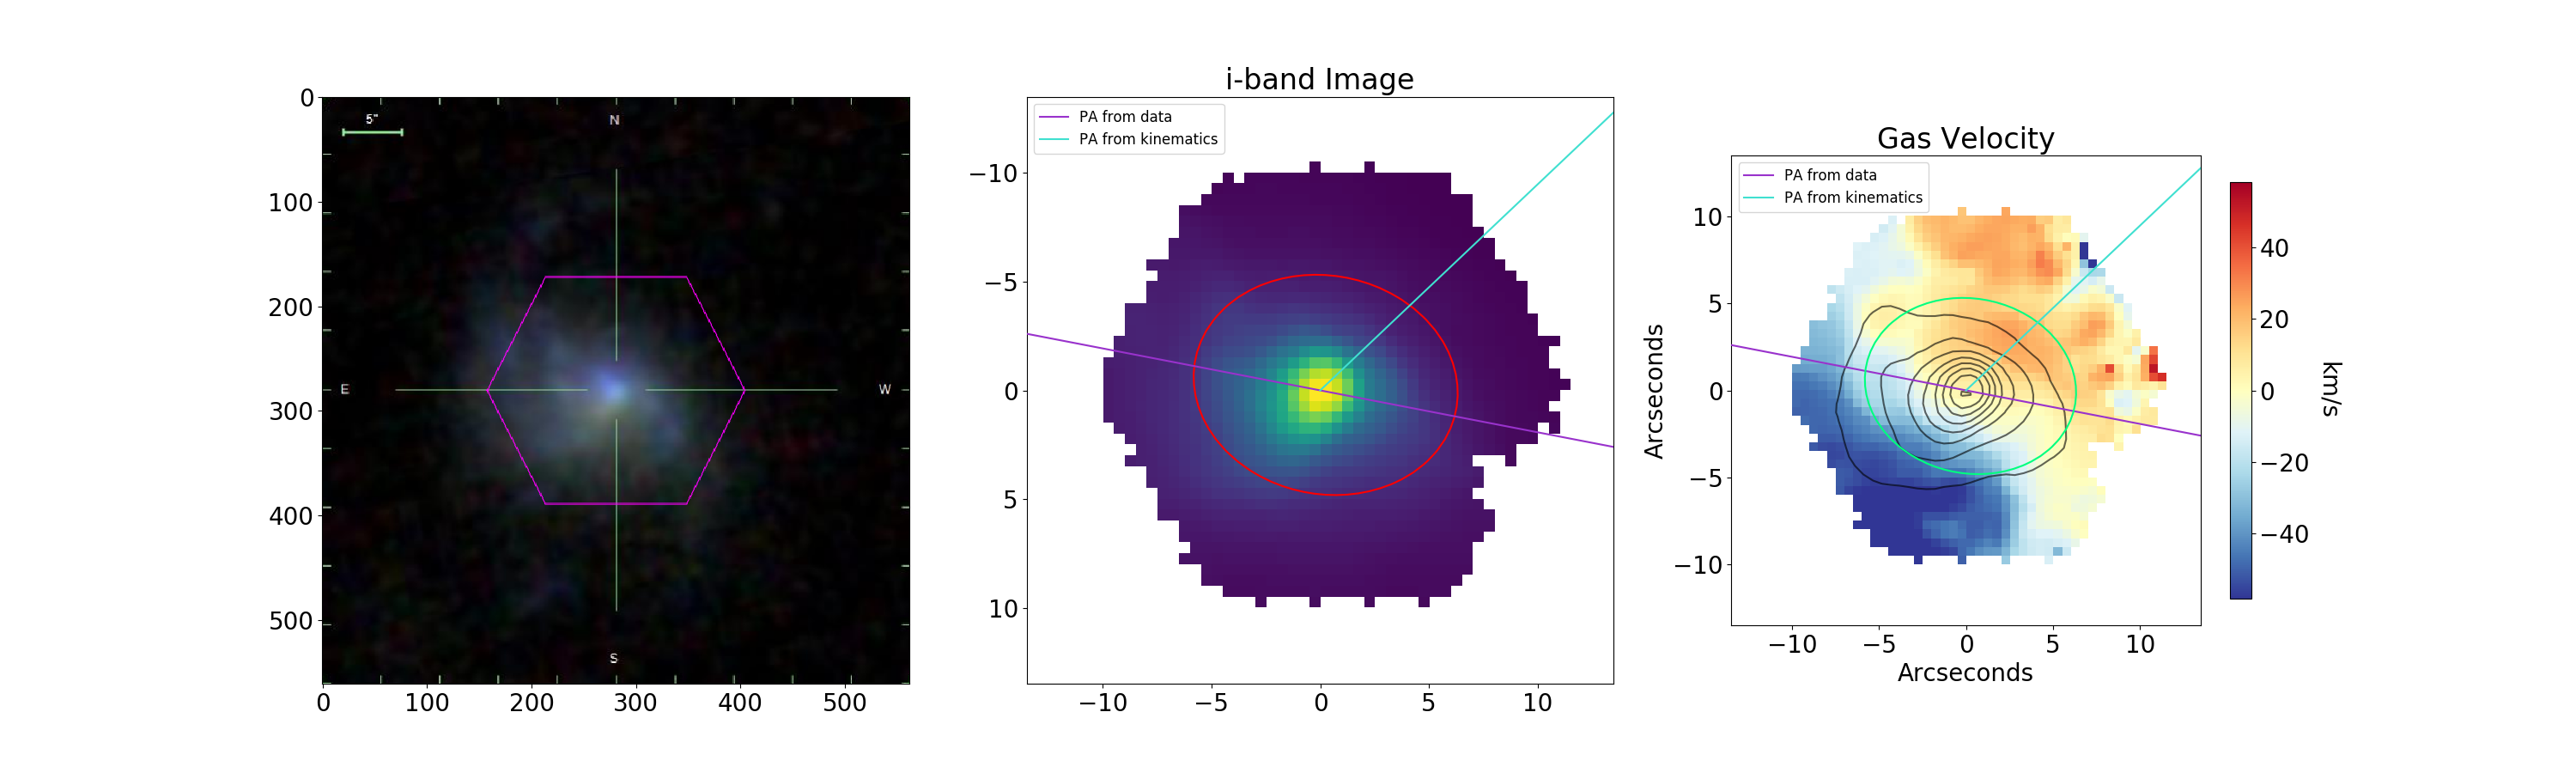 0
100
200
300
400
500
0
100
200
300
400
500
5"
N
E
W
S
i-band Image
PA from data
PA from kinematics
−10
−5
0
5
10
−10
−5
0
5
10
Gas Velocity
PA from data
PA from kinematics
Arcseconds
10
5
0
−5
−10
−10
−5
0
5
10
Arcseconds
40
20
0
−20
−40
km/s